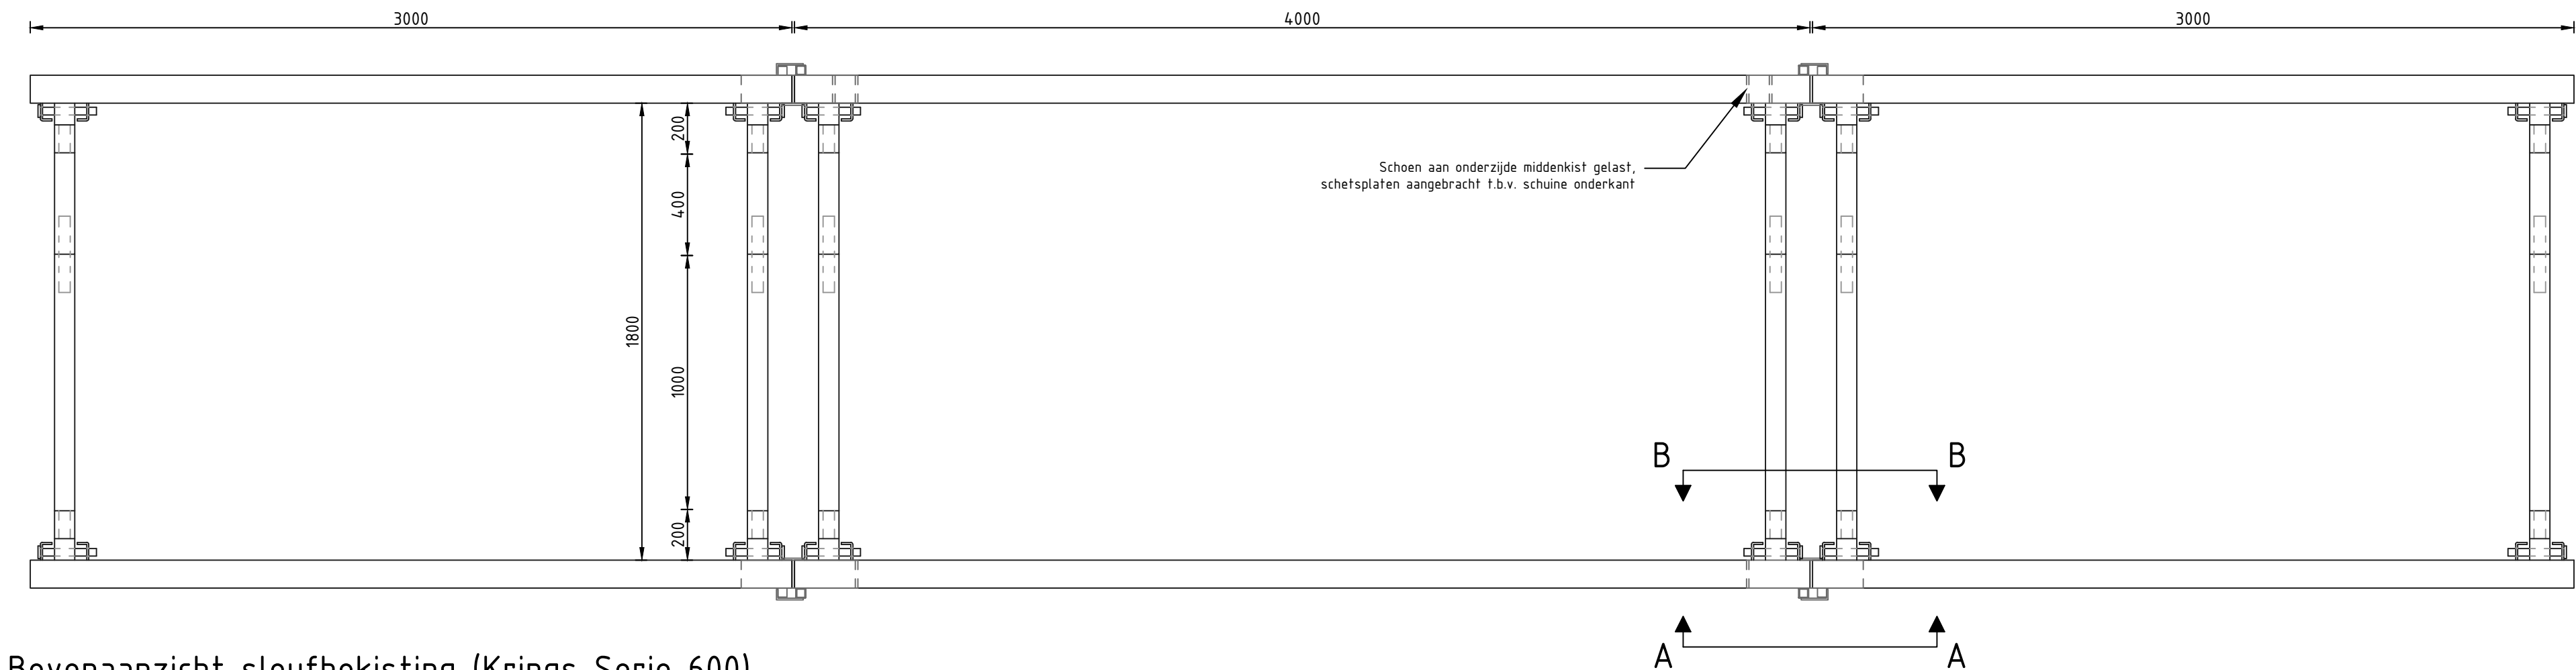 3000
4000
3000
200
400
1800
1000
200
Schoen aan onderzijde middenkist gelast,
schetsplaten aangebracht t.b.v. schuine onderkant
B
B
A
A
Bovenaanzicht sleufbekisting (Krings Serie 600)